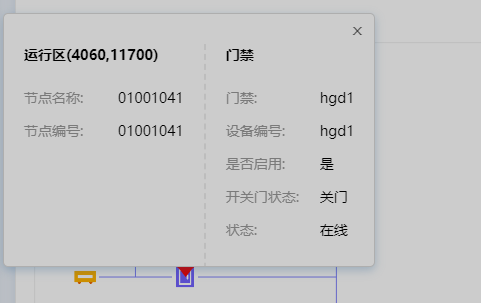 运行区(4060,11700)
节点名称: 01001041
节点编号: 01001041
门禁
门禁: hgd1
设备编号: hgd1
是否启用: 是
开关门状态: 关门
状态: 在线